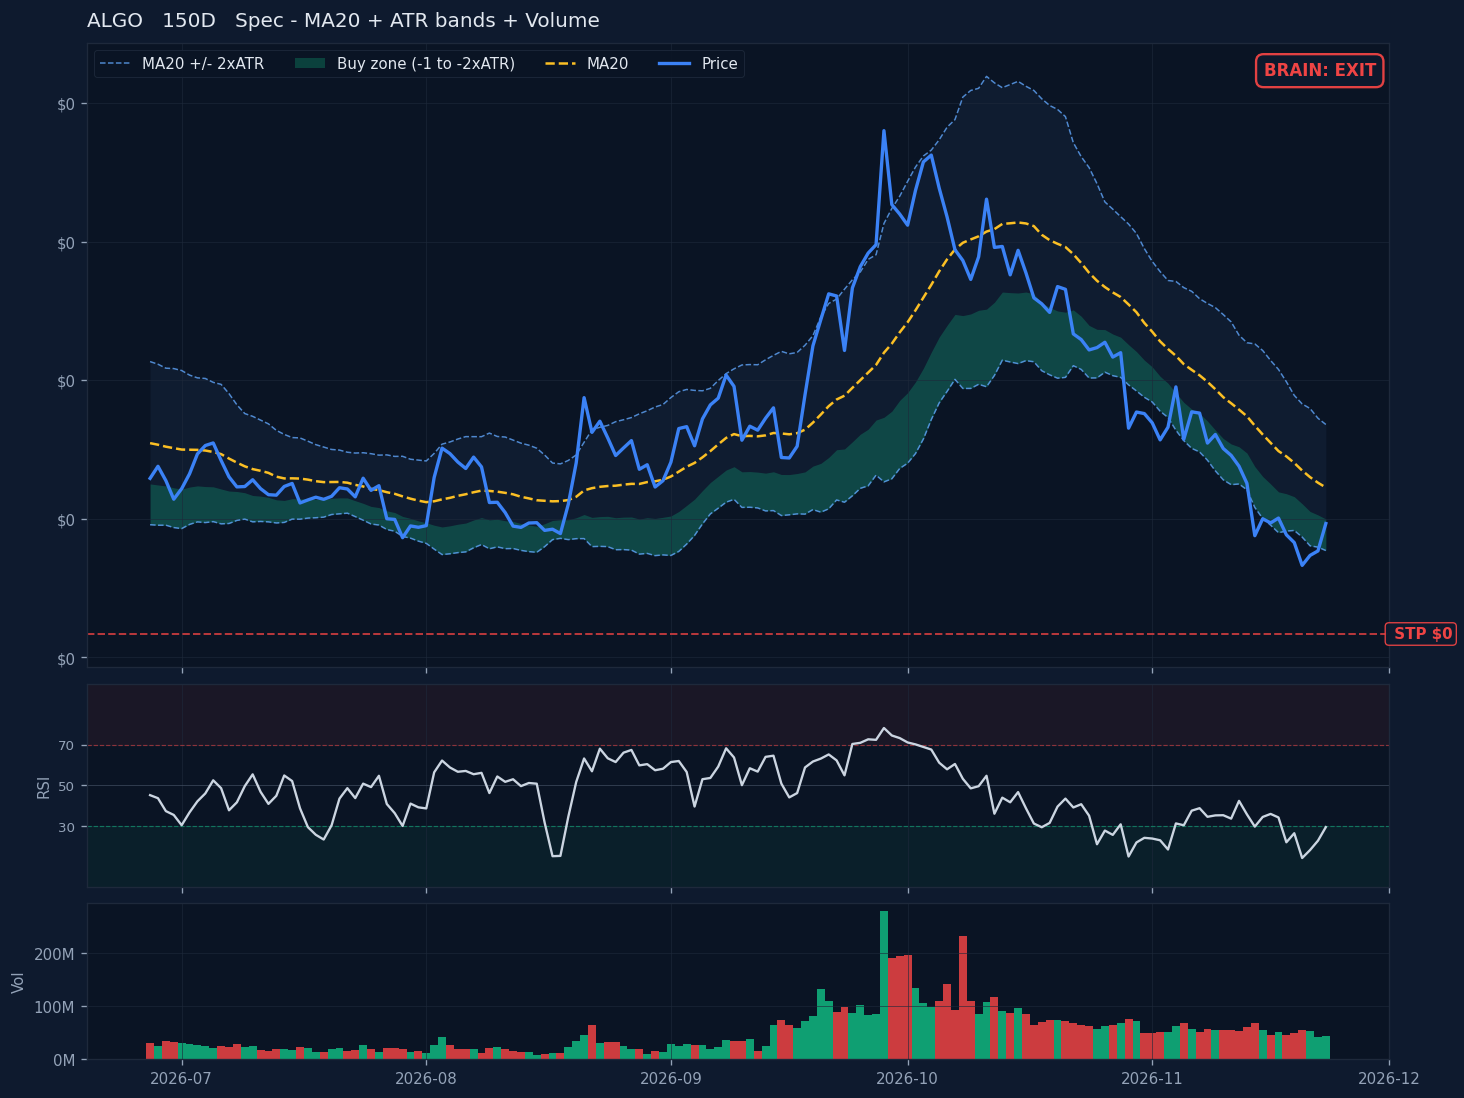 ALGO 150D Spec - MA20 + ATR bands + Volume
MA20 +/- 2xATR
Buy zone (-1 to -2xATR)
MA20
Price
BRAIN: EXIT
$0
$0
$0
$0
$0
STP $0
RSI
70
50
30
Vol
200M
100M
0M
2026-07
2026-08
2026-09
2026-10
2026-11
2026-12